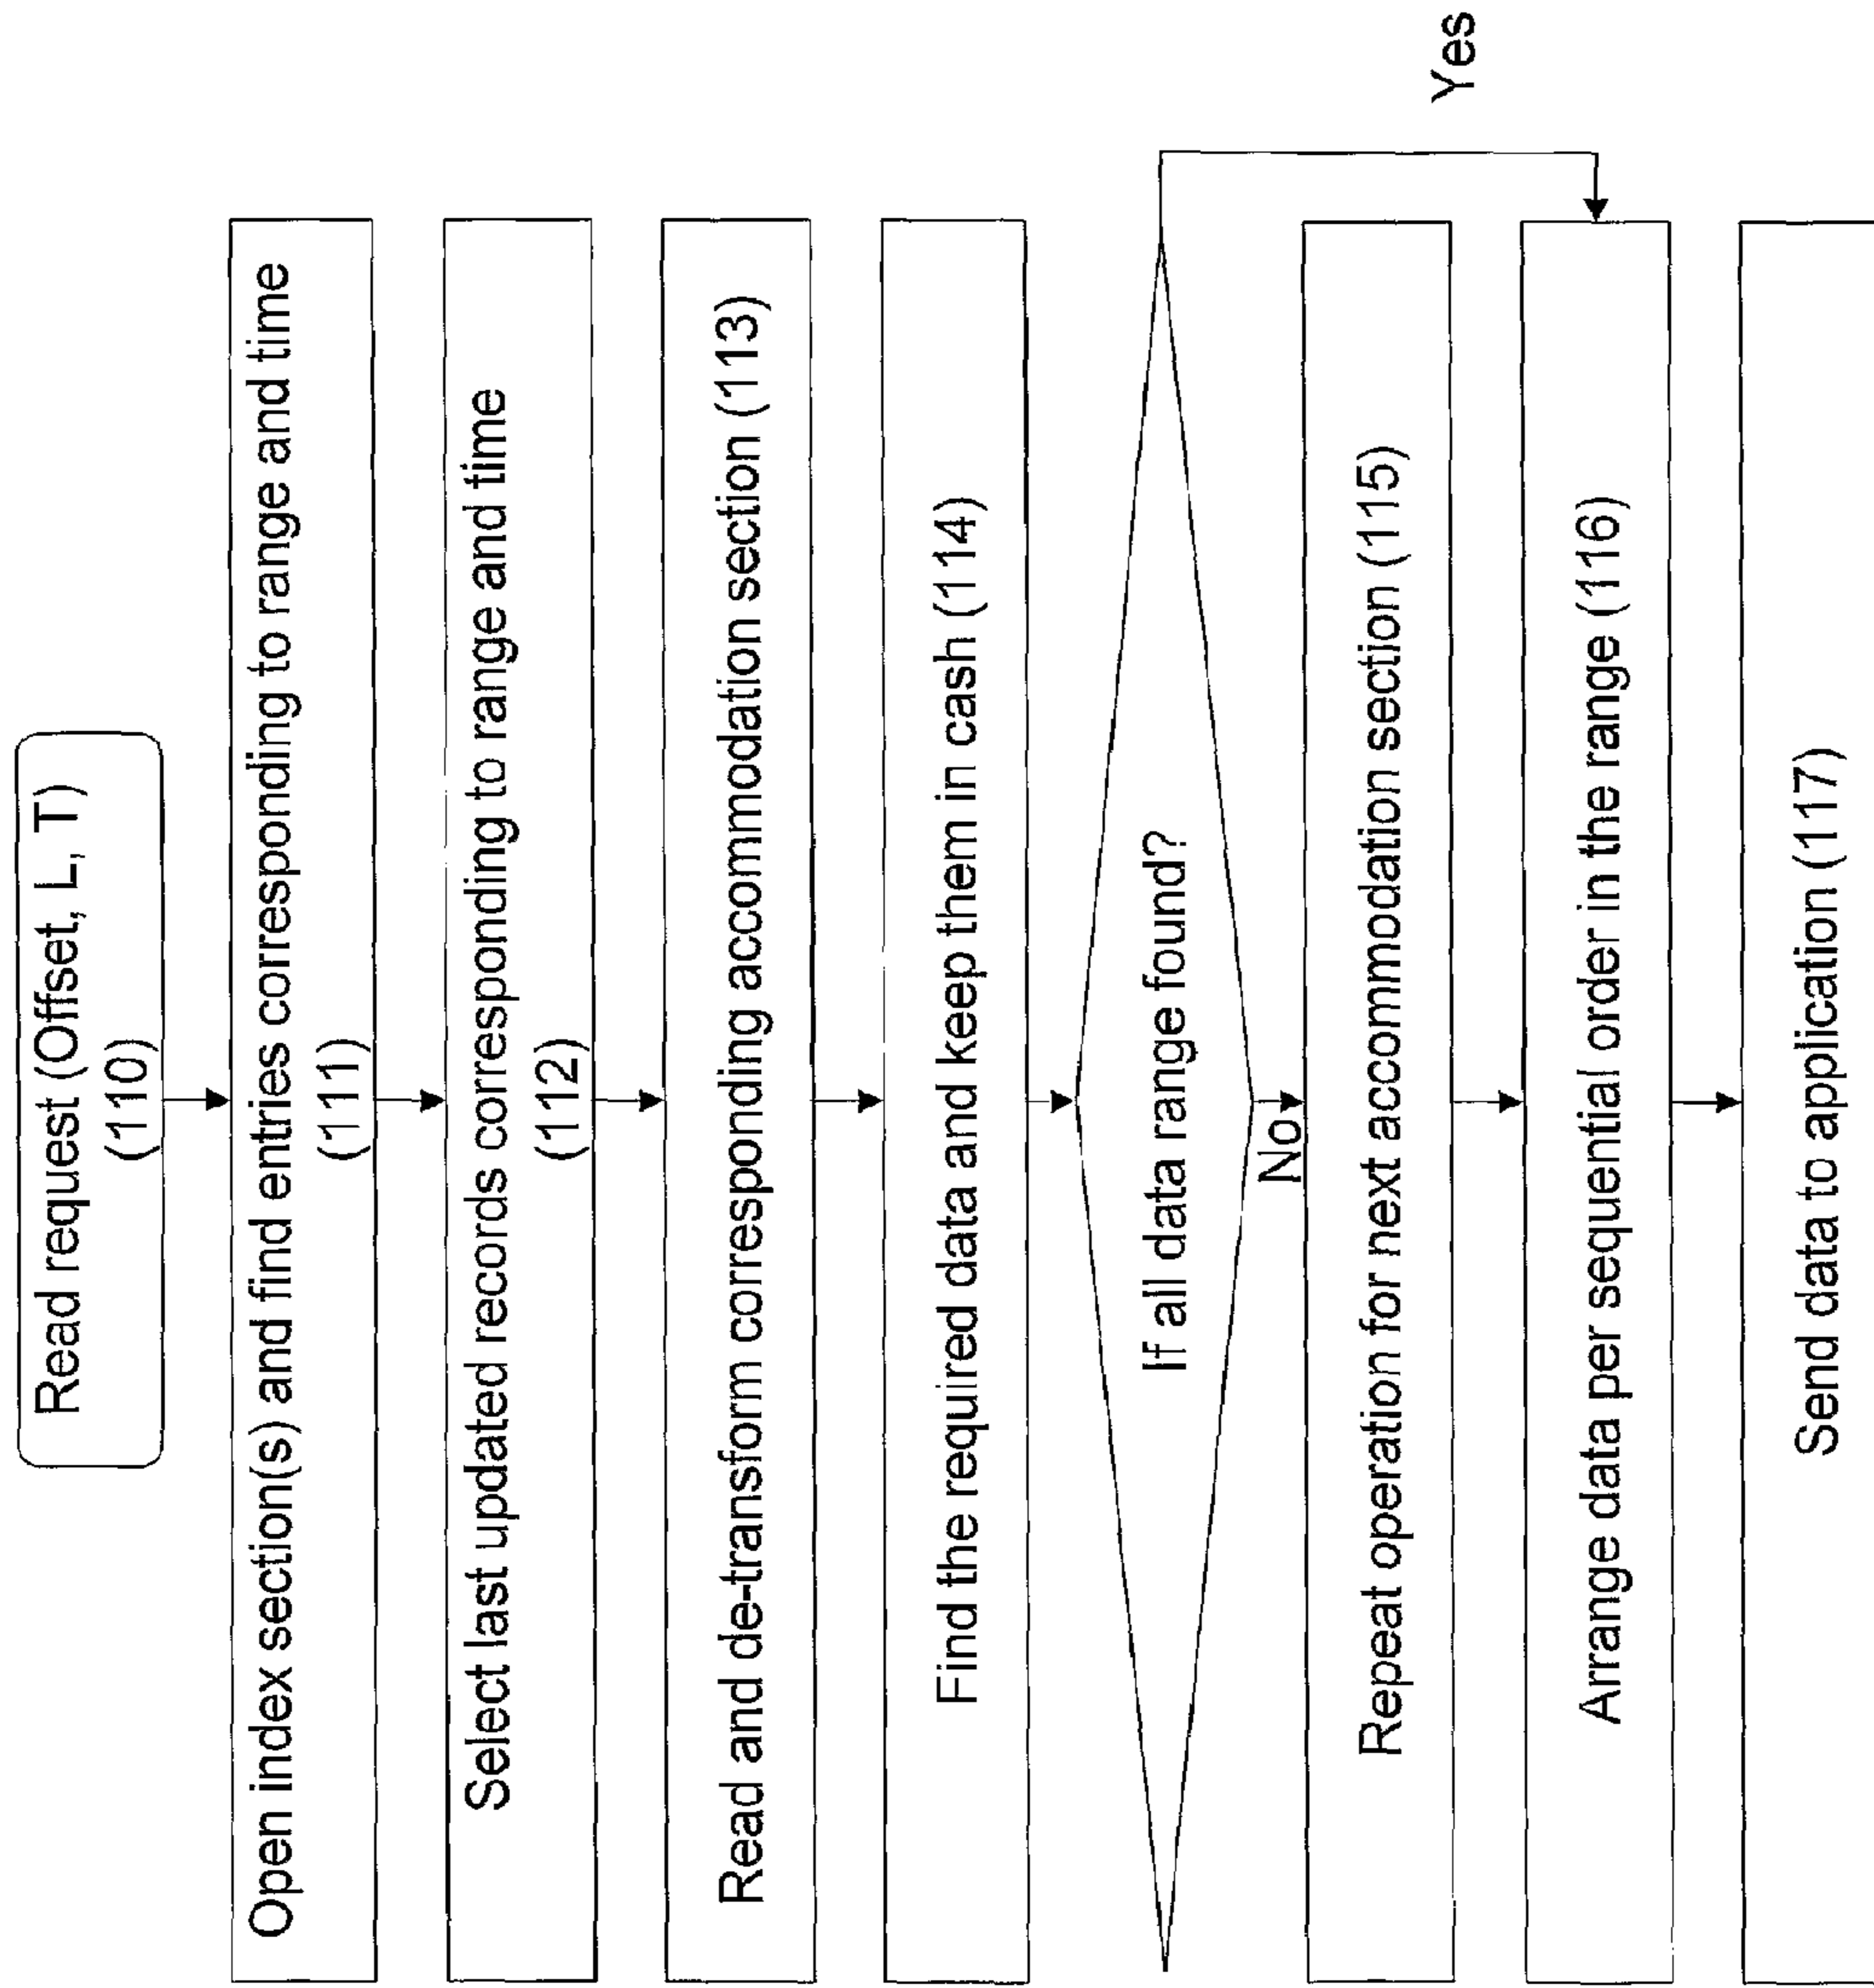 Read request (Offset, L, T)
(110)
Open index section(s) and find entries corresponding to range and time
(111)
Select last updated records corresponding to range and time
(112)
Read and de-transform corresponding accommodation section (113)
Find the required data and keep them in cash (114)
If all data range found?
Yes
No
Repeat operation for next accommodation section (115)
Arrange data per sequential order in the range (116)
Send data to application (117)